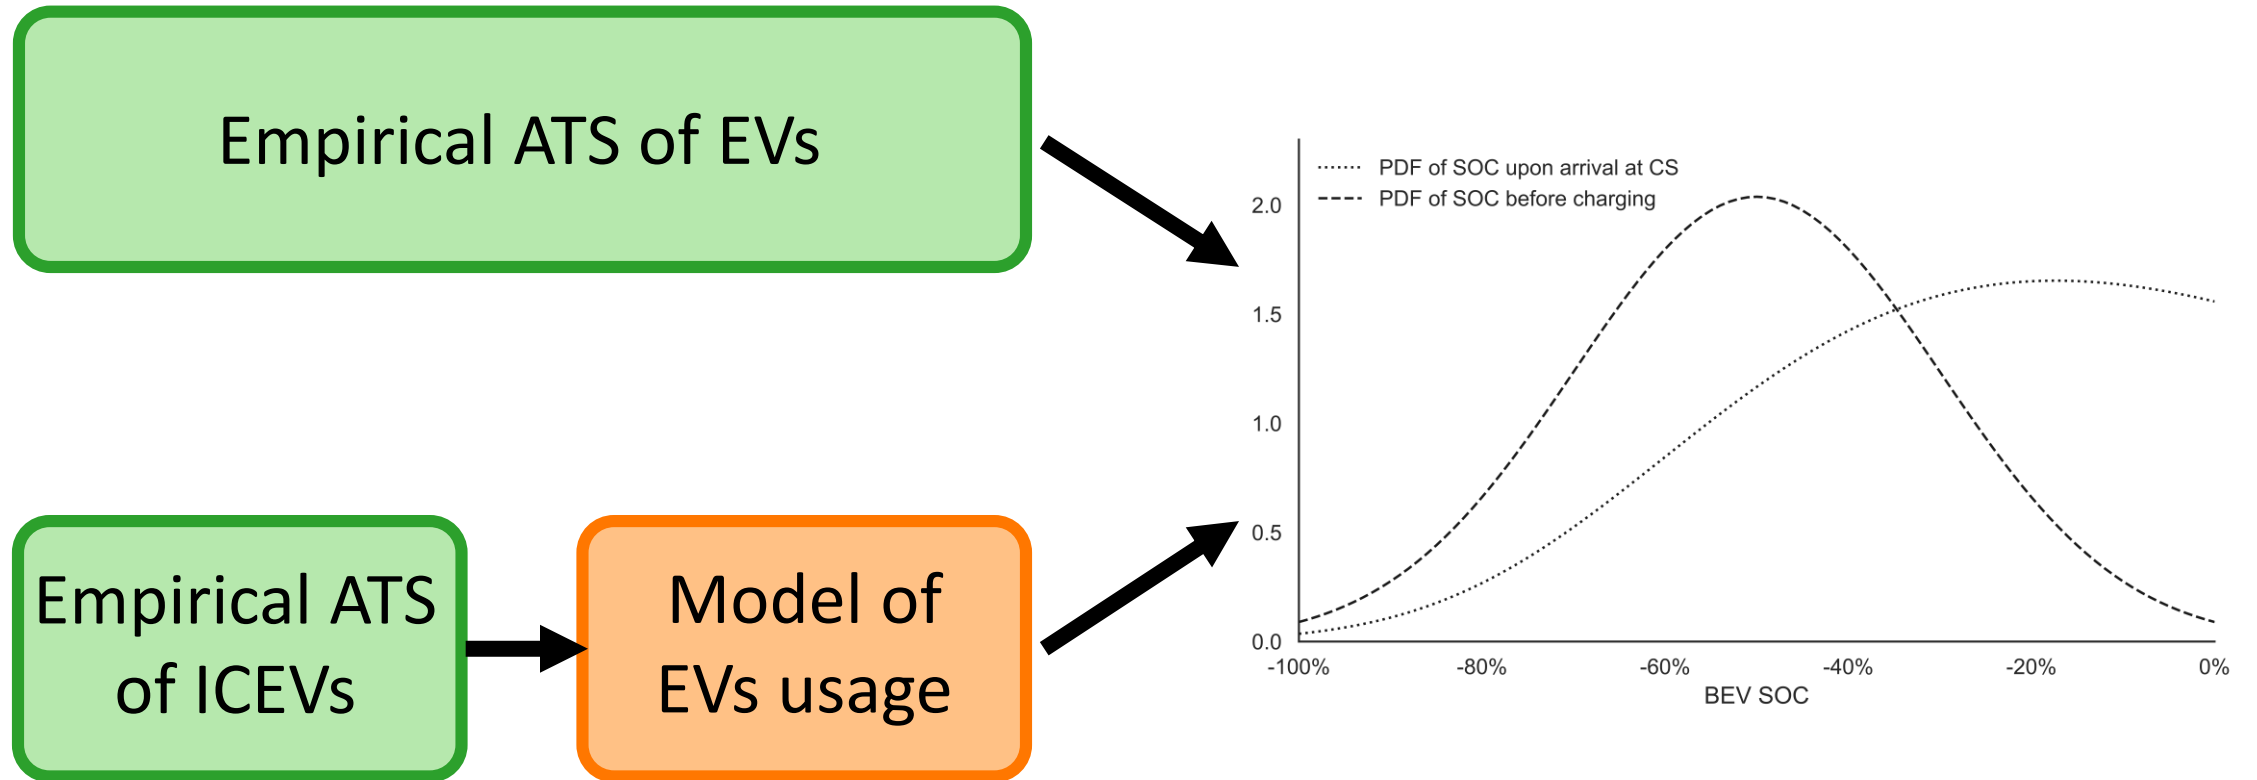 Empirical ATS of EVs
Empirical ATS
of ICEVs
Model of
EVs usage
PDF of SOC upon arrival at CS
PDF of SOC before charging
2.0
1.5
1.0
0.5
0.0
-100% -80% -60% -40% -20% 0%
BEV SOC